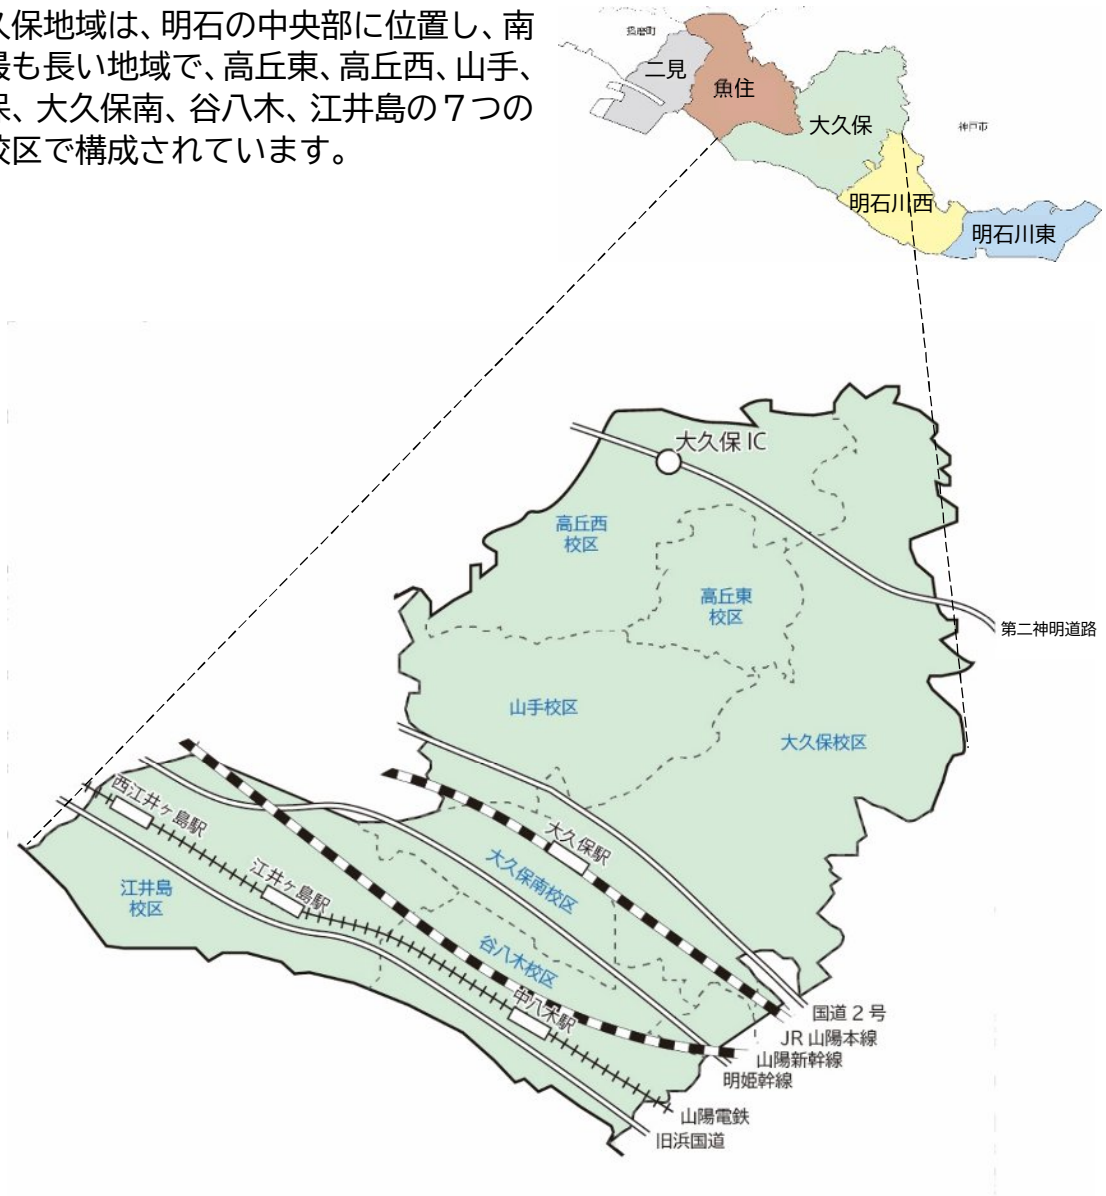 久保地域は、明石の中央部に位置し、南
最も長い地域で、高丘東、高丘西、山手、
保、大久保南、谷八木、江井島の７つの
校区で構成されています。
播磨町
二見
魚住
大久保
神戸市
明石川西
明石川東
大久保 IC
高丘西
校区
高丘東
校区
第二神明道路
山手校区
大久保校区
西江井ヶ島駅
大久保駅
江井ヶ島駅
大久保南校区
江井島
校区
谷八木校区
中八木駅
国道 2 号
JR 山陽本線
山陽新幹線
明姫幹線
山陽電鉄
旧浜国道